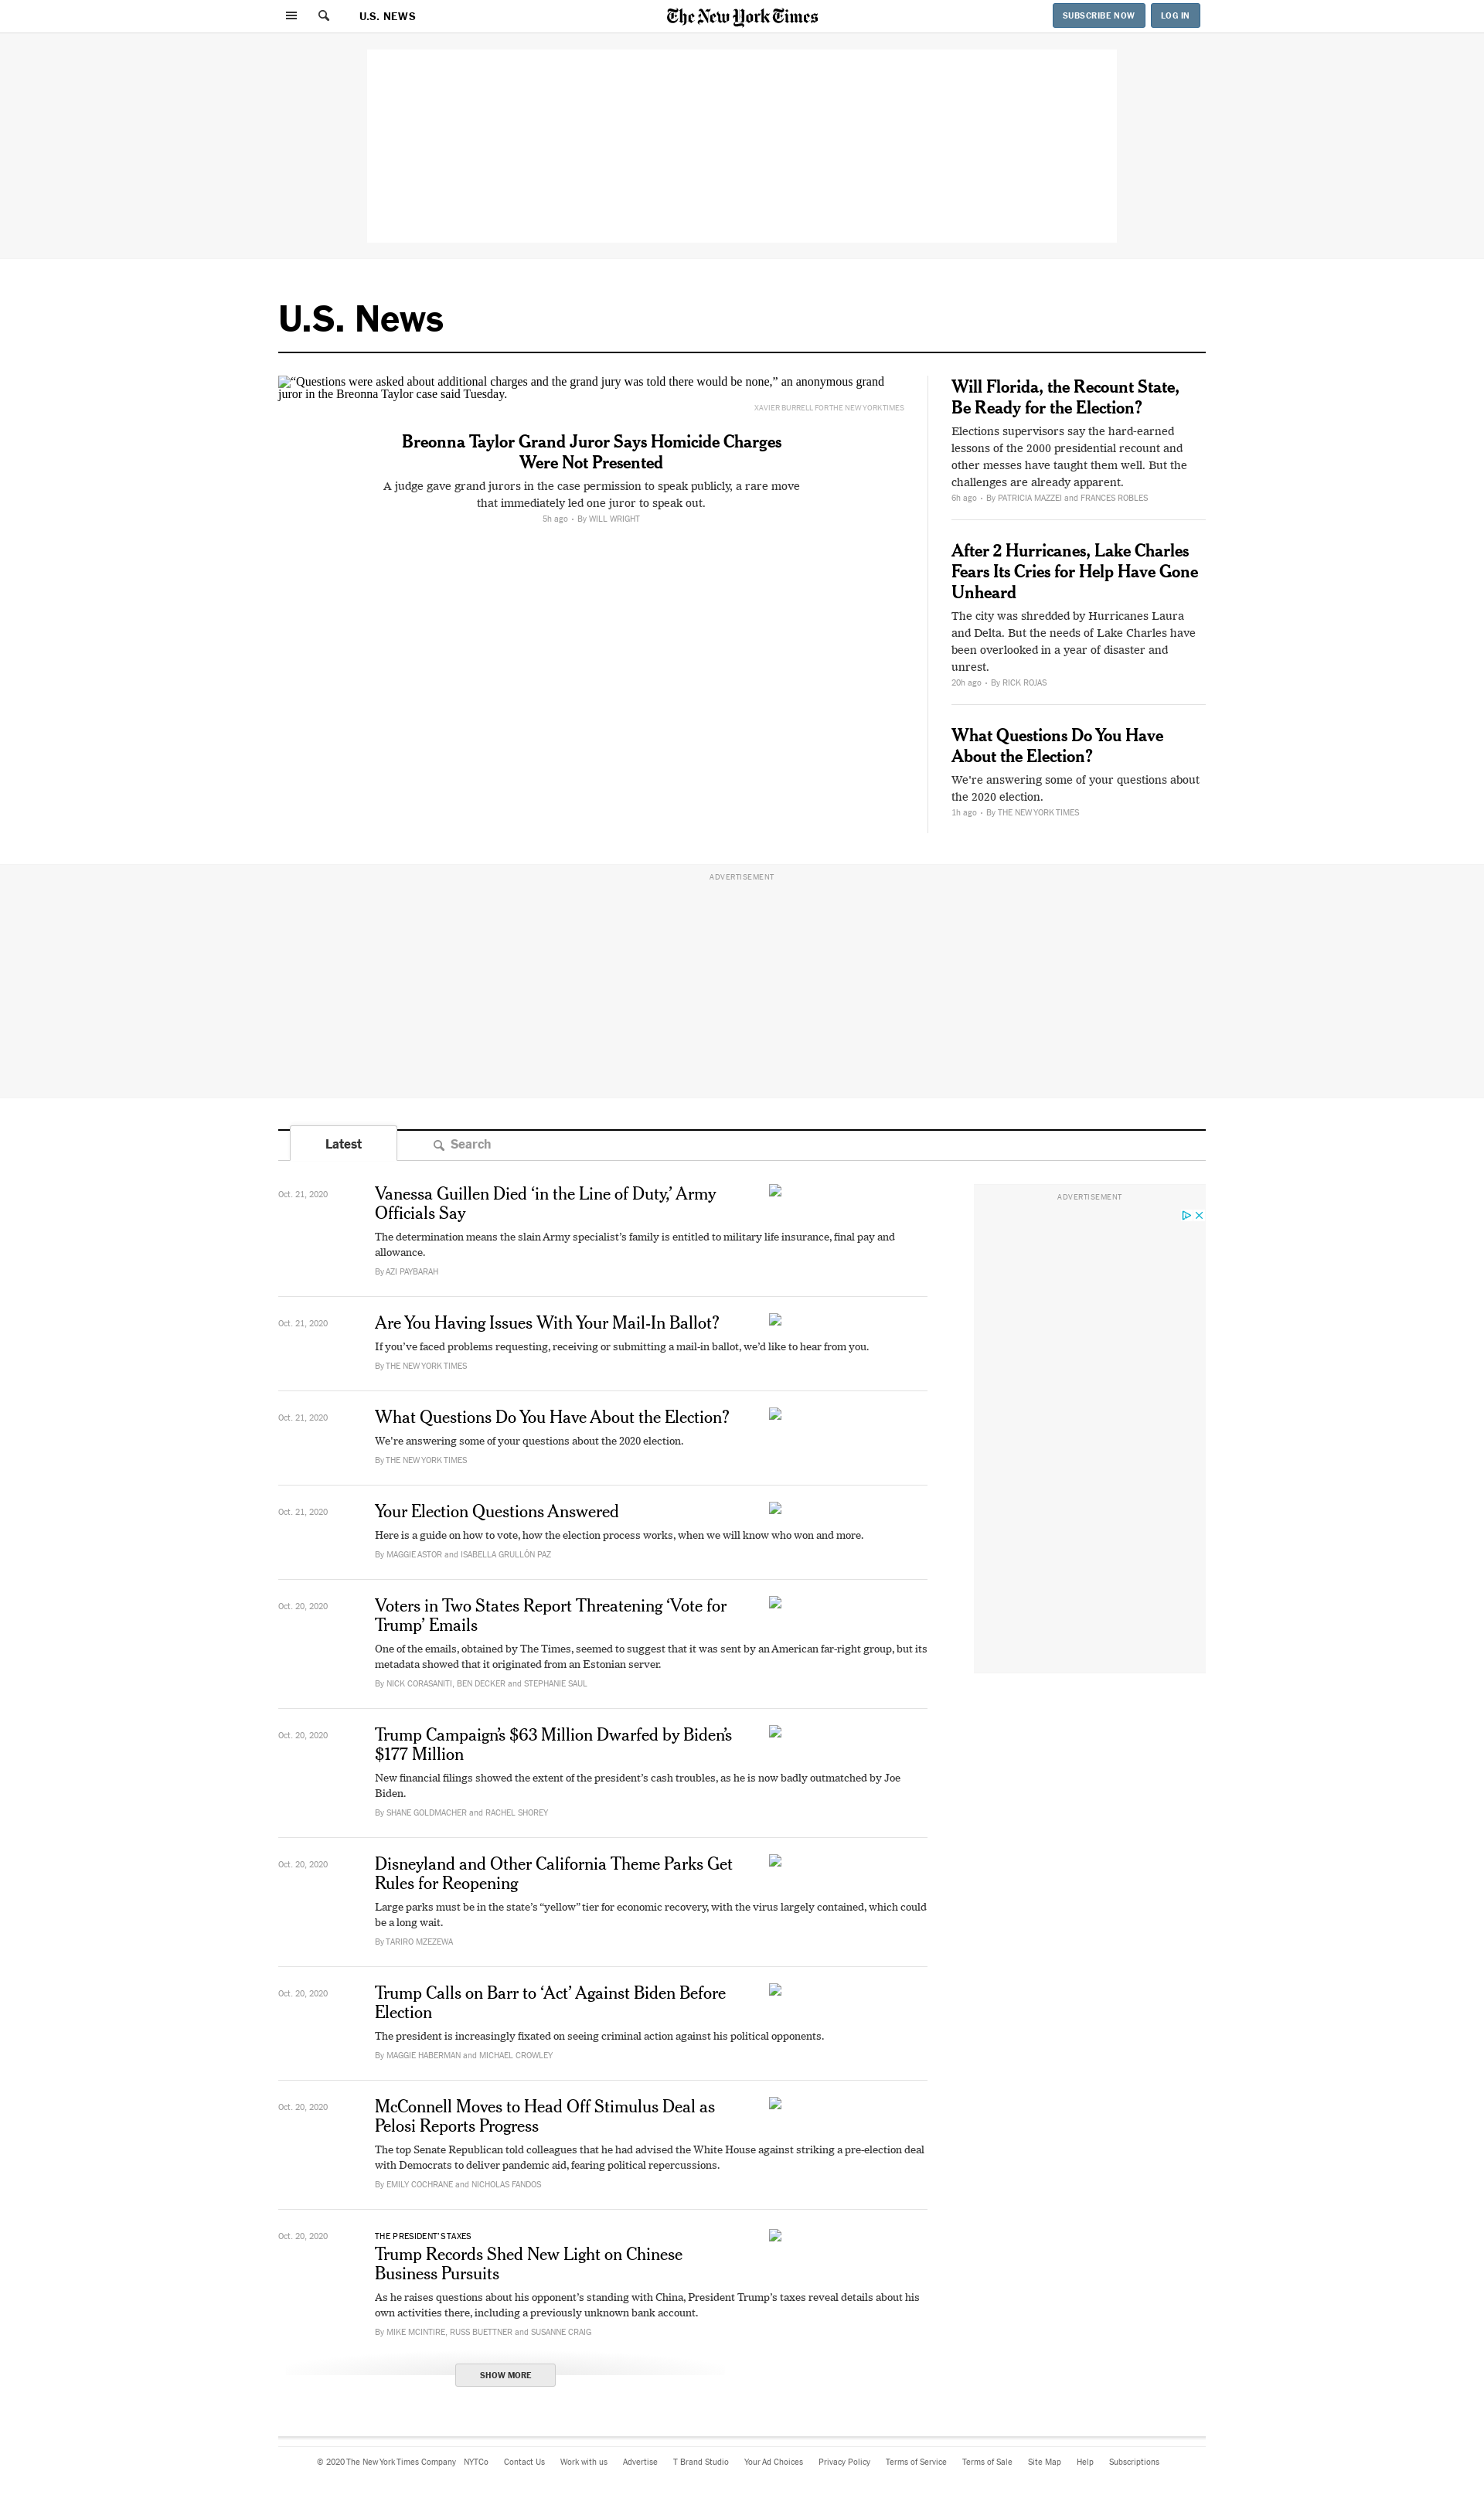 U.S. NEWS
The New York Times
SUBSCRIBE NOW
LOG IN
U.S. News
“Questions were asked about additional charges and the grand jury was told there would be none,” an anonymous grand
juror in the Breonna Taylor case said Tuesday.
XAVIER BURRELL FOR THE NEW YORK TIMES
Breonna Taylor Grand Juror Says Homicide Charges
Were Not Presented
A judge gave grand jurors in the case permission to speak publicly, a rare move
that immediately led one juror to speak out.
5h ago • By WILL WRIGHT
Will Florida, the Recount State,
Be Ready for the Election?
Elections supervisors say the hard-earned
lessons of the 2000 presidential recount and
other messes have taught them well. But the
challenges are already apparent.
6h ago • By PATRICIA MAZZEI and FRANCES ROBLES
After 2 Hurricanes, Lake Charles
Fears Its Cries for Help Have Gone
Unheard
The city was shredded by Hurricanes Laura
and Delta. But the needs of Lake Charles have
been overlooked in a year of disaster and
unrest.
20h ago • By RICK ROJAS
What Questions Do You Have
About the Election?
We’re answering some of your questions about
the 2020 election.
1h ago • By THE NEW YORK TIMES
ADVERTISEMENT
Latest
Search
Oct. 21, 2020
Vanessa Guillen Died ‘in the Line of Duty,’ Army
Officials Say
The determination means the slain Army specialist’s family is entitled to military life insurance, final pay and
allowance.
By AZI PAYBARAH
ADVERTISEMENT
Oct. 21, 2020
Are You Having Issues With Your Mail-In Ballot?
If you’ve faced problems requesting, receiving or submitting a mail-in ballot, we’d like to hear from you.
By THE NEW YORK TIMES
Oct. 21, 2020
What Questions Do You Have About the Election?
We’re answering some of your questions about the 2020 election.
By THE NEW YORK TIMES
Oct. 21, 2020
Your Election Questions Answered
Here is a guide on how to vote, how the election process works, when we will know who won and more.
By MAGGIE ASTOR and ISABELLA GRULLÓN PAZ
Oct. 20, 2020
Voters in Two States Report Threatening ‘Vote for
Trump’ Emails
One of the emails, obtained by The Times, seemed to suggest that it was sent by an American far-right group, but its
metadata showed that it originated from an Estonian server.
By NICK CORASANITI, BEN DECKER and STEPHANIE SAUL
Oct. 20, 2020
Trump Campaign’s $63 Million Dwarfed by Biden’s
$177 Million
New financial filings showed the extent of the president’s cash troubles, as he is now badly outmatched by Joe
Biden.
By SHANE GOLDMACHER and RACHEL SHOREY
Oct. 20, 2020
Disneyland and Other California Theme Parks Get
Rules for Reopening
Large parks must be in the state’s “yellow” tier for economic recovery, with the virus largely contained, which could
be a long wait.
By TARIRO MZEZEWA
Oct. 20, 2020
Trump Calls on Barr to ‘Act’ Against Biden Before
Election
The president is increasingly fixated on seeing criminal action against his political opponents.
By MAGGIE HABERMAN and MICHAEL CROWLEY
Oct. 20, 2020
McConnell Moves to Head Off Stimulus Deal as
Pelosi Reports Progress
The top Senate Republican told colleagues that he had advised the White House against striking a pre-election deal
with Democrats to deliver pandemic aid, fearing political repercussions.
By EMILY COCHRANE and NICHOLAS FANDOS
Oct. 20, 2020
THE PRESIDENT’S TAXES
Trump Records Shed New Light on Chinese
Business Pursuits
As he raises questions about his opponent’s standing with China, President Trump’s taxes reveal details about his
own activities there, including a previously unknown bank account.
By MIKE MCINTIRE, RUSS BUETTNER and SUSANNE CRAIG
SHOW MORE
© 2020 The New York Times Company NYTCo Contact Us Work with us Advertise T Brand Studio Your Ad Choices Privacy Policy Terms of Service Terms of Sale Site Map Help Subscriptions